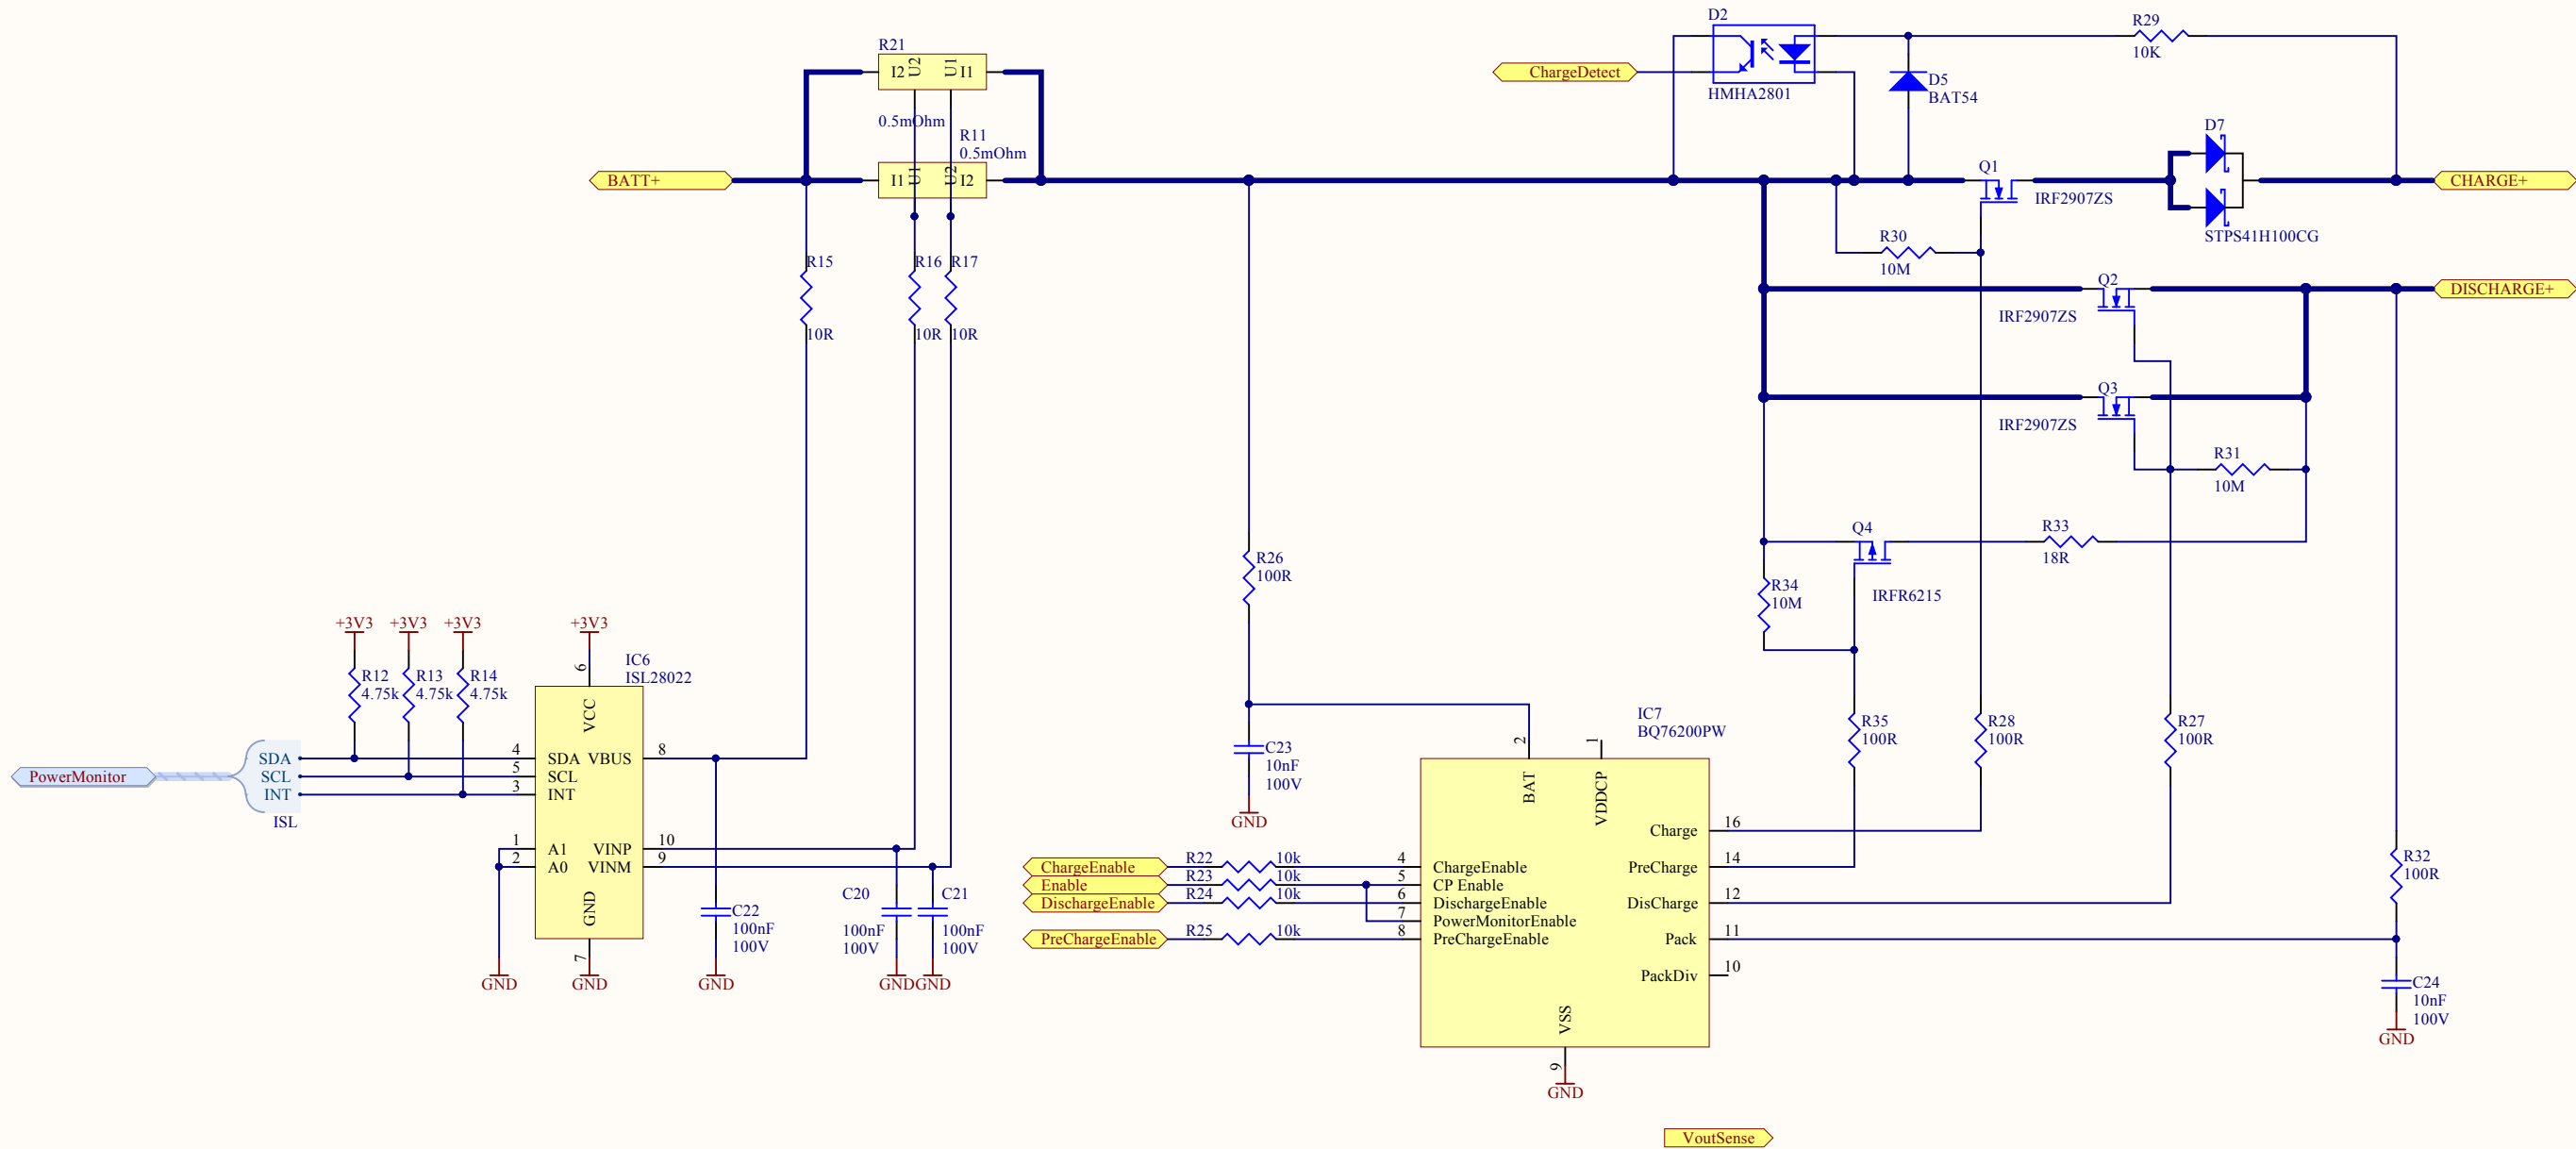 D2
R29
10K
R21
I2 U2 U1 I1
ChargeDetect
HMHA2801
D5
BAT54
0.5mOhm
R11
0.5mOhm
D7
BATT+
I1 U1 U2 I2
Q1
IRF2907ZS
CHARGE+
STPS41H100CG
R30
10M
R15
R16
R17
10R
10R
10R
Q2
IRF2907ZS
DISCHARGE+
Q3
IRF2907ZS
R31
10M
Q4
IRFR6215
R33
18R
R26
100R
R34
10M
+3V3
+3V3
+3V3
+3V3
R12
4.75k
R13
4.75k
R14
4.75k
6
IC6
ISL28022
VCC
PowerMonitor
SDA
SCL
INT
ISL
4
5
3
SDA
SCL
INT
VBUS
8
1
2
A1
A0
VINP
VINM
10
9
GND
7
GND
GND
C22
100nF
100V
GND
C20
100nF
100V
C21
100nF
100V
GND
GND
C23
10nF
100V
GND
IC7
BQ76200PW
2
1
BAT
VDDCP
R35
100R
R28
100R
R27
100R
Charge
16
ChargeEnable
R22
10k
4
ChargeEnable
PreCharge
14
Enable
R23
10k
5
CP Enable
DischargeEnable
R24
10k
6
DischargeEnable
DisCharge
12
7
PowerMonitorEnable
PreChargeEnable
R25
10k
8
PreChargeEnable
Pack
11
PackDiv
10
VSS
9
GND
R32
100R
C24
10nF
100V
GND
VoutSense